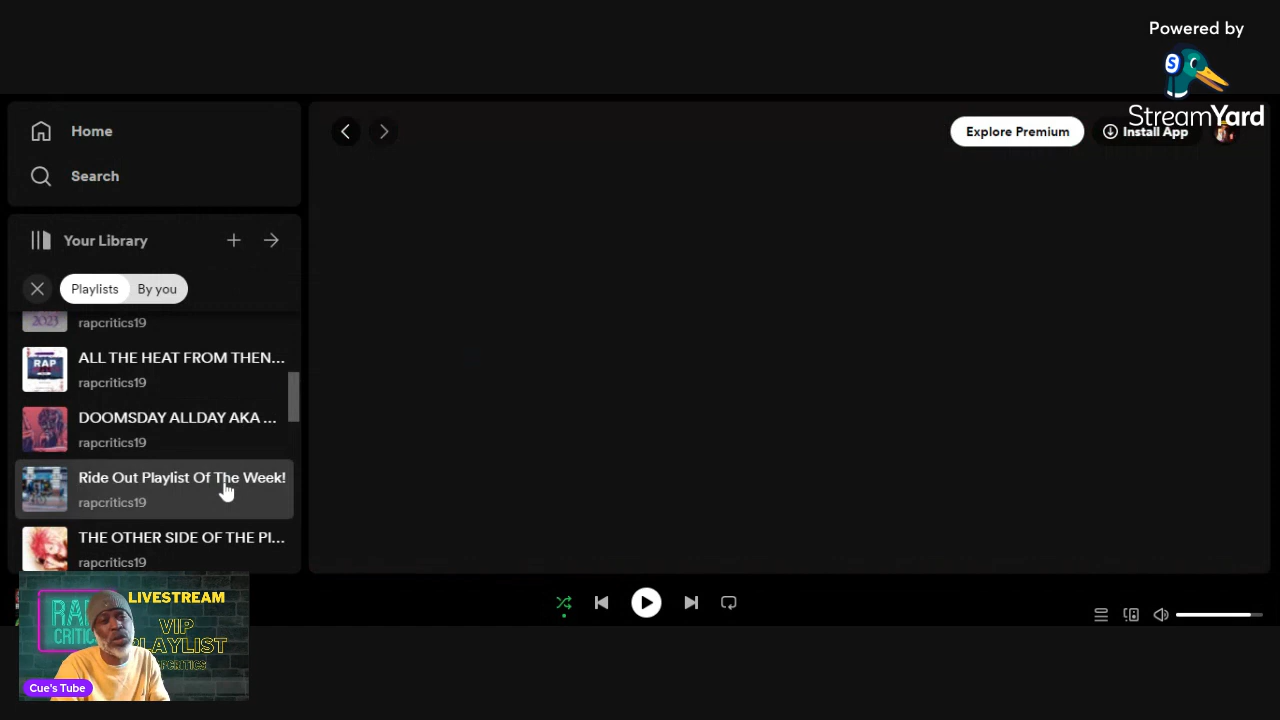 Powered by
StreamYard
Home
Search
Explore Premium
Install App
Your Library
Playlists
By you
2023
rapcritics19
ALL THE HEAT FROM THEN...
rapcritics19
RAP
DOOMSDAY ALLDAY AKA ...
rapcritics19
Ride Out Playlist Of The Week!
rapcritics19
THE OTHER SIDE OF THE PI...
rapcritics19
LIVESTREAM
VIP
PLAYLIST
Cue's Tube